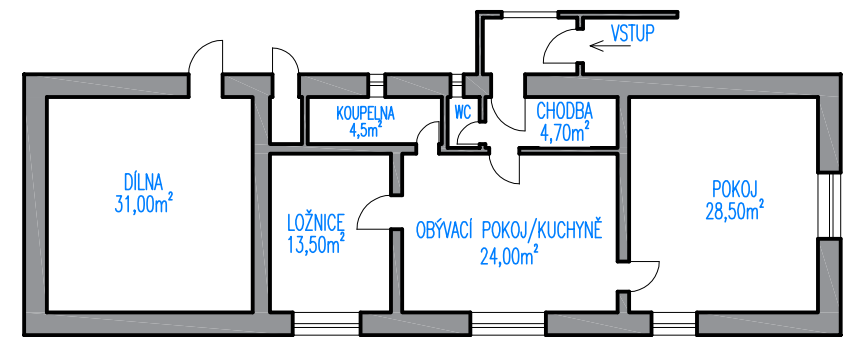 VSTUP
KOUPELNA
4,5m²
WC
CHODBA
4,70m²
DÍLNA
31,00m²
LOŽNICE
13,50m²
OBÝVACÍ POKOJ/KUCHYNĚ
24,00m²
POKOJ
28,50m²